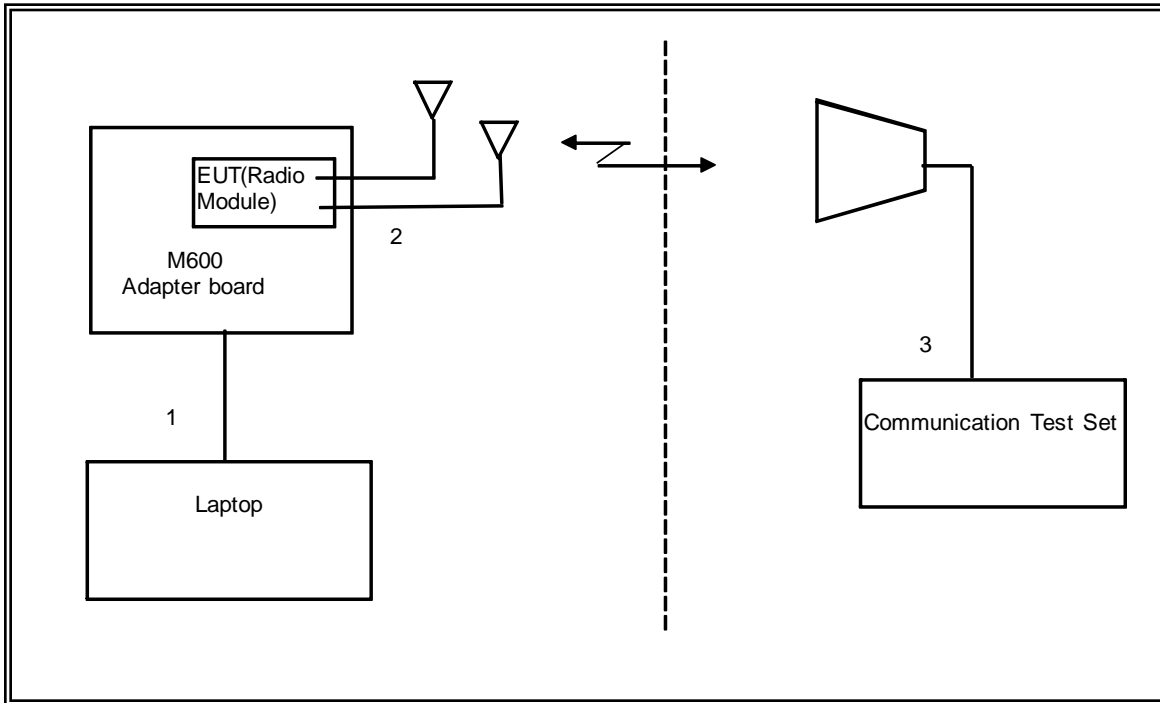 EUT(Radio
Module)
2
M600
Adapter board
3
1
Communication Test Set
Laptop